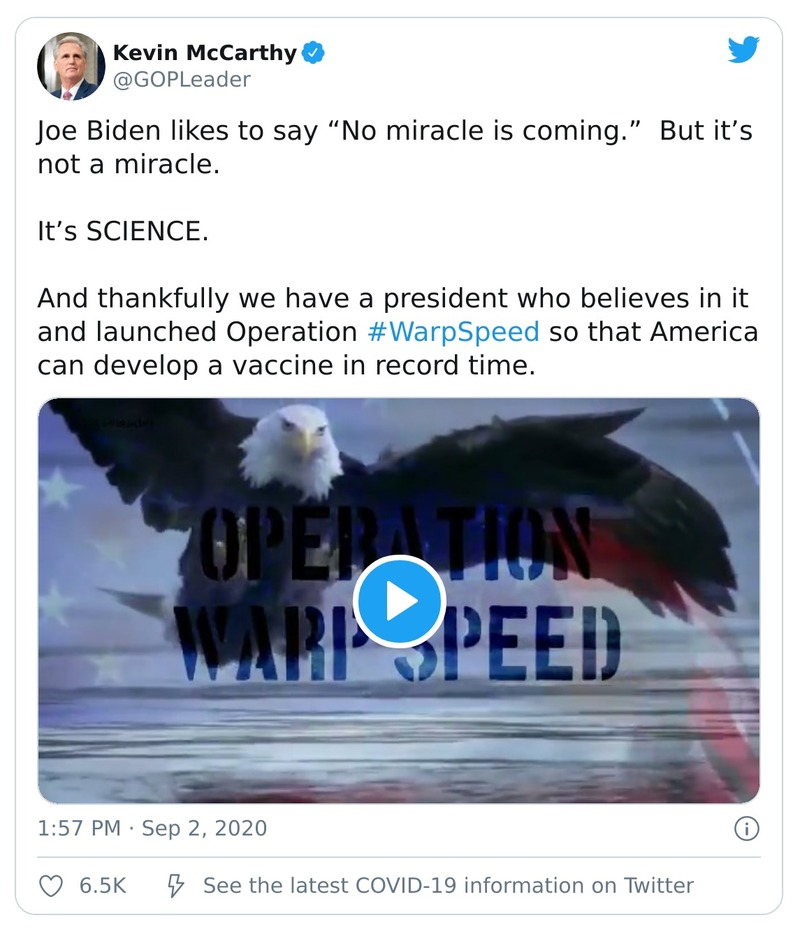 Kevin McCarthy
@GOPLeader
Joe Biden likes to say “No miracle is coming.”  But it’s
not a miracle.
It’s SCIENCE.
And thankfully we have a president who believes in it
and launched Operation #WarpSpeed so that America
can develop a vaccine in record time.
OPERATION
WARP SPEED
1:57 PM · Sep 2, 2020
6.5K
See the latest COVID-19 information on Twitter